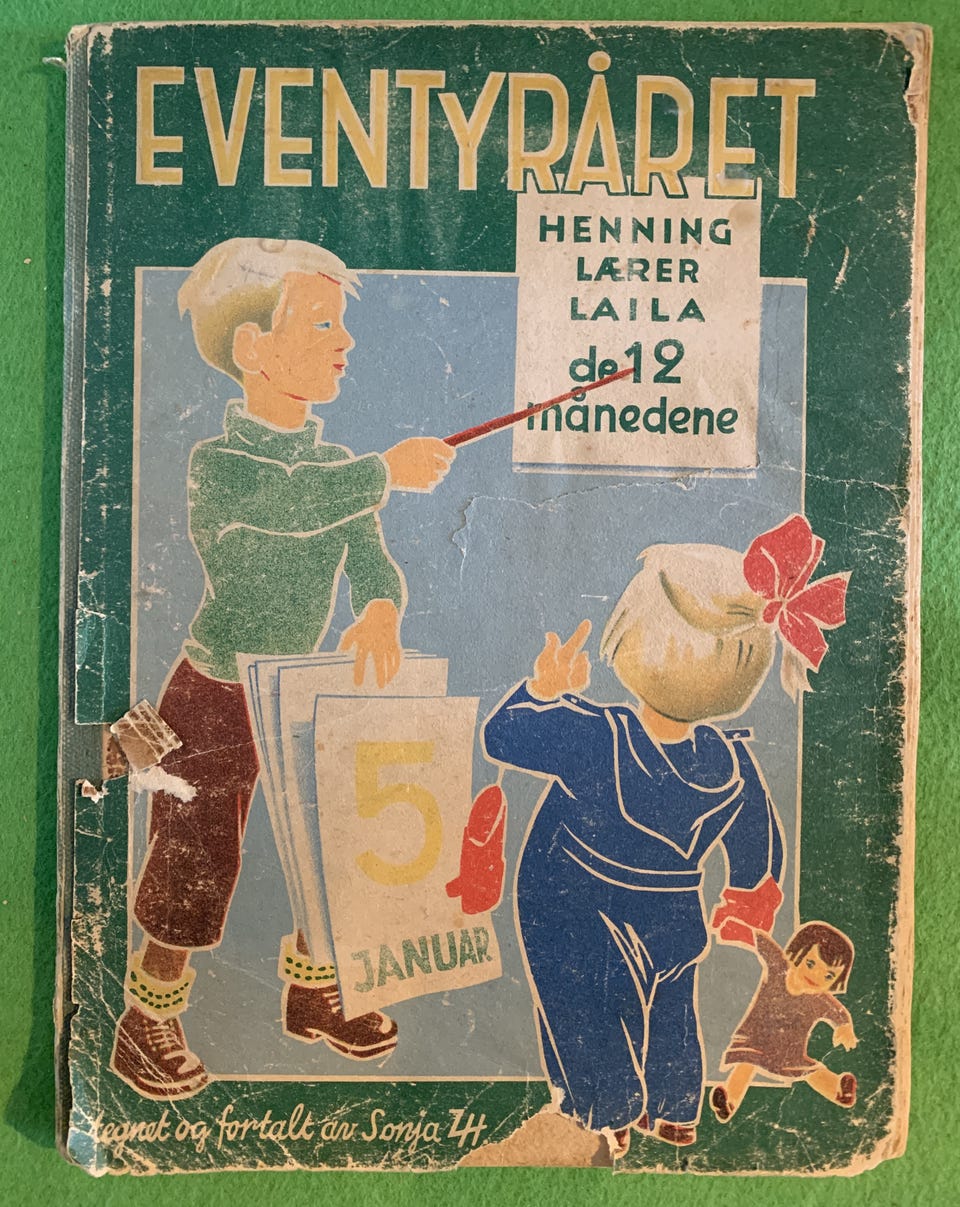 EVENTYRÅRET
HENNING
LÆRER
LAILA
de 12
månedene
5
JANUAR
tegnet og fortalt av Sonja ZH.